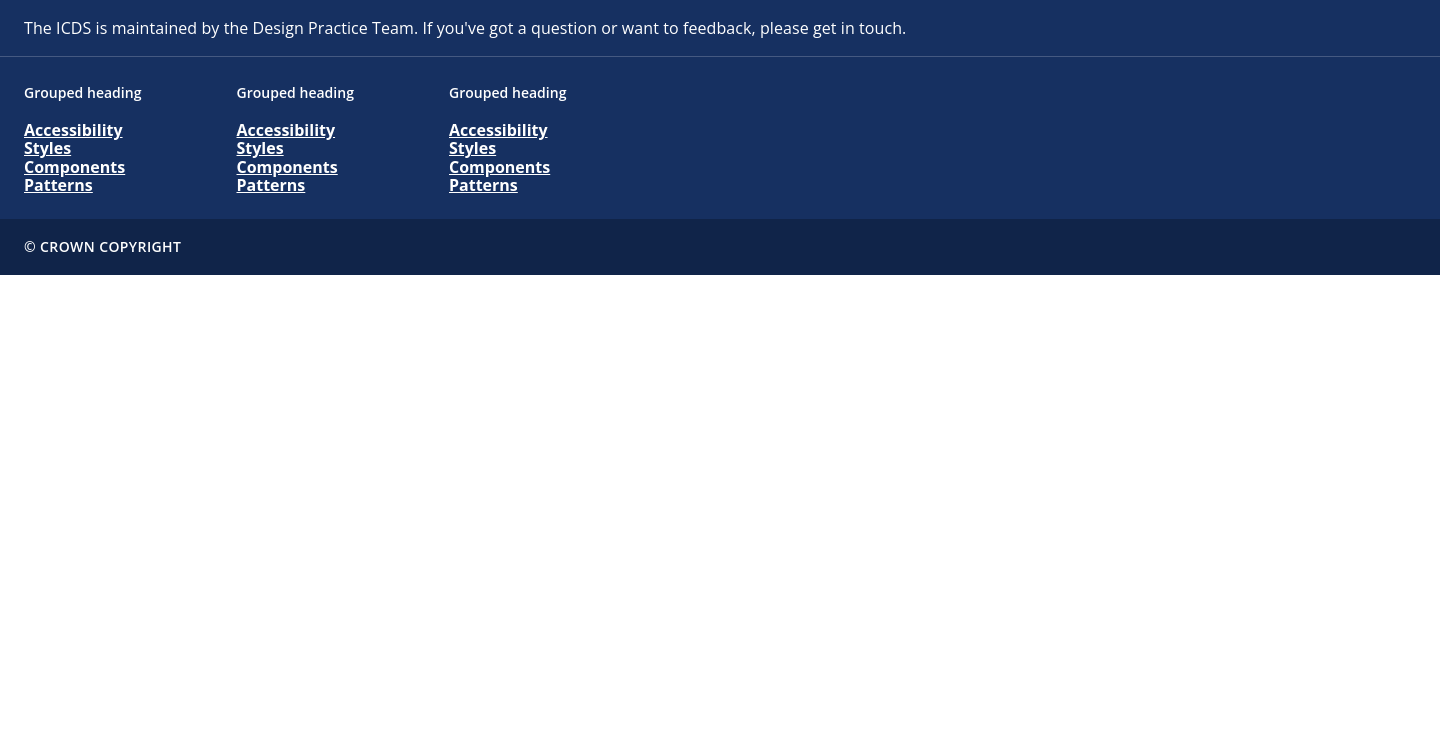 The ICDS is maintained by the Design Practice Team. If you've got a question or want to feedback, please get in touch.
Grouped heading
Accessibility
Styles
Components
Patterns
Grouped heading
Accessibility
Styles
Components
Patterns
Grouped heading
Accessibility
Styles
Components
Patterns
© CROWN COPYRIGHT